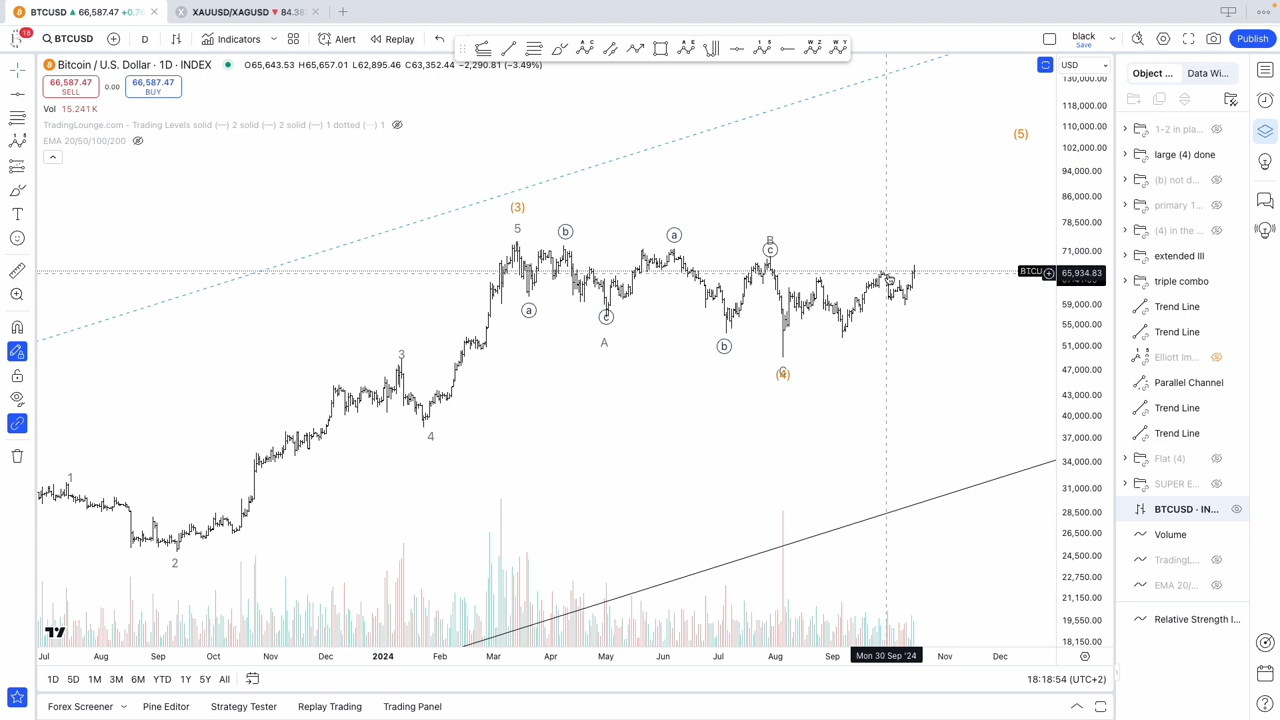 BTCUSD ▲ 66,587.47 +0.7
XAUUSD/XAGUSD ▼ 84.38
18
BTCUSD
D
Indicators
Alert
Replay
black
Save
Publish
Bitcoin / U.S. Dollar · 1D · INDEX
O65,643.53 H65,657.01 L62,895.46 C63,352.44 −2,290.81 (−3.49%)
66,587.47
SELL
0.00
66,587.47
BUY
Vol 15.241 K
TradingLounge.com - Trading Levels solid (—) 2 solid (—) 2 solid (—) 1 dotted (---) 1
EMA 20/50/100/200
USD
130,000.00
118,000.00
110,000.00
102,000.00
94,000.00
86,000.00
78,500.00
71,000.00
BTCU
65,934.83
59,000.00
55,000.00
51,000.00
47,000.00
43,000.00
40,000.00
37,000.00
34,000.00
31,000.00
28,500.00
26,500.00
24,500.00
22,750.00
21,150.00
19,550.00
18,150.00
(5)
(3)
5
b
a
B
c
a
c
A
b
(4)
3
4
1
2
Jul Aug Sep Oct Nov Dec 2024 Feb Mar Apr May Jun Jul Aug Sep Mon 30 Sep '24 Nov Dec
1D 5D 1M 3M 6M YTD 1Y 5Y All
18:18:54 (UTC+2)
Forex Screener Pine Editor Strategy Tester Replay Trading Trading Panel
Object ...
Data Wi...
1-2 in pla...
large (4) done
(b) not d...
primary 1...
(4) in the ...
extended III
triple combo
Trend Line
Trend Line
Elliott Im...
Parallel Channel
Trend Line
Trend Line
Flat (4)
SUPER E...
BTCUSD · IN...
Volume
TradingL...
EMA 20/...
Relative Strength I...